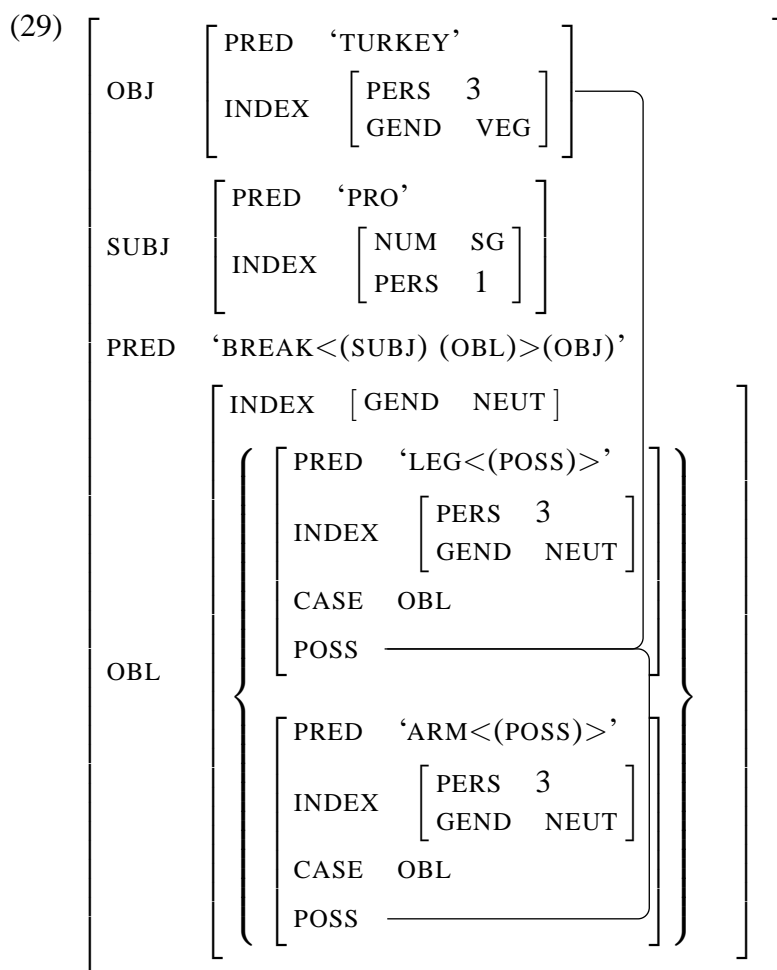 (29)
PRED ‘TURKEY’
OBJ INDEX PERS 3
GEND VEG
PRED ‘PRO’
SUBJ INDEX NUM SG
PERS 1
PRED ‘BREAK<(SUBJ) (OBL)>(OBJ)’
INDEX [GEND NEUT]
PRED ‘LEG<(POSS)>’
INDEX PERS 3
GEND NEUT
CASE OBL
POSS
OBL
PRED ‘ARM<(POSS)>’
INDEX PERS 3
GEND NEUT
CASE OBL
POSS